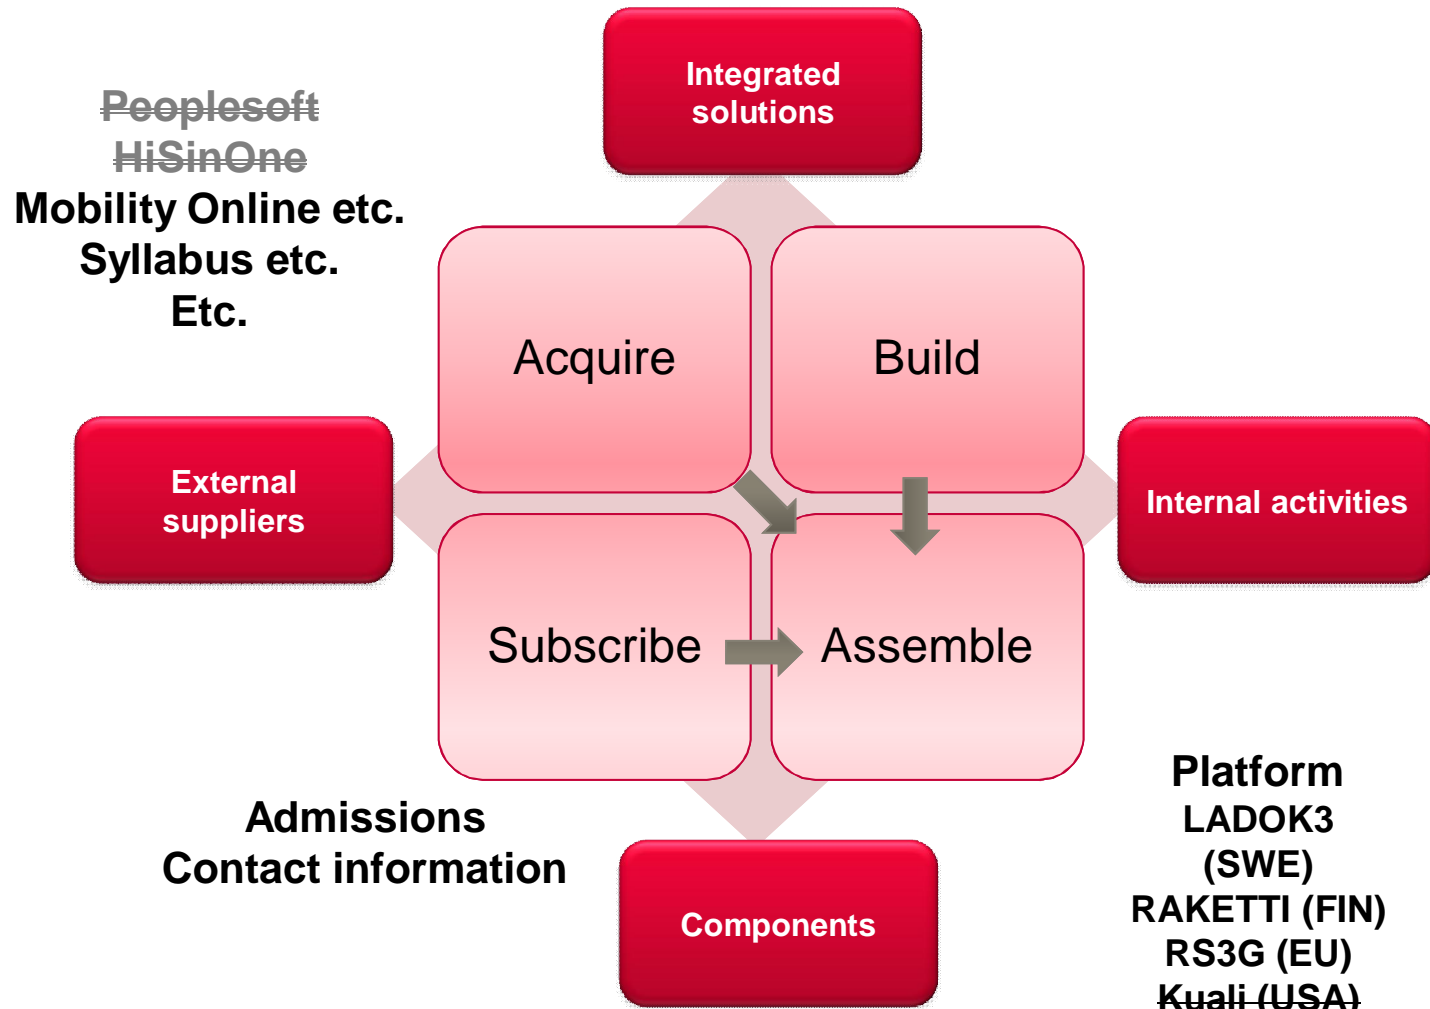 Integrated
solutions
Peoplesoft
HiSinOne
Mobility Online etc.
Syllabus etc.
Etc.
Acquire
Build
External
suppliers
Internal activities
Subscribe
Assemble
Admissions
Contact information
Components
Platform
LADOK3
(SWE)
RAKETTI (FIN)
RS3G (EU)
Kuali (USA)